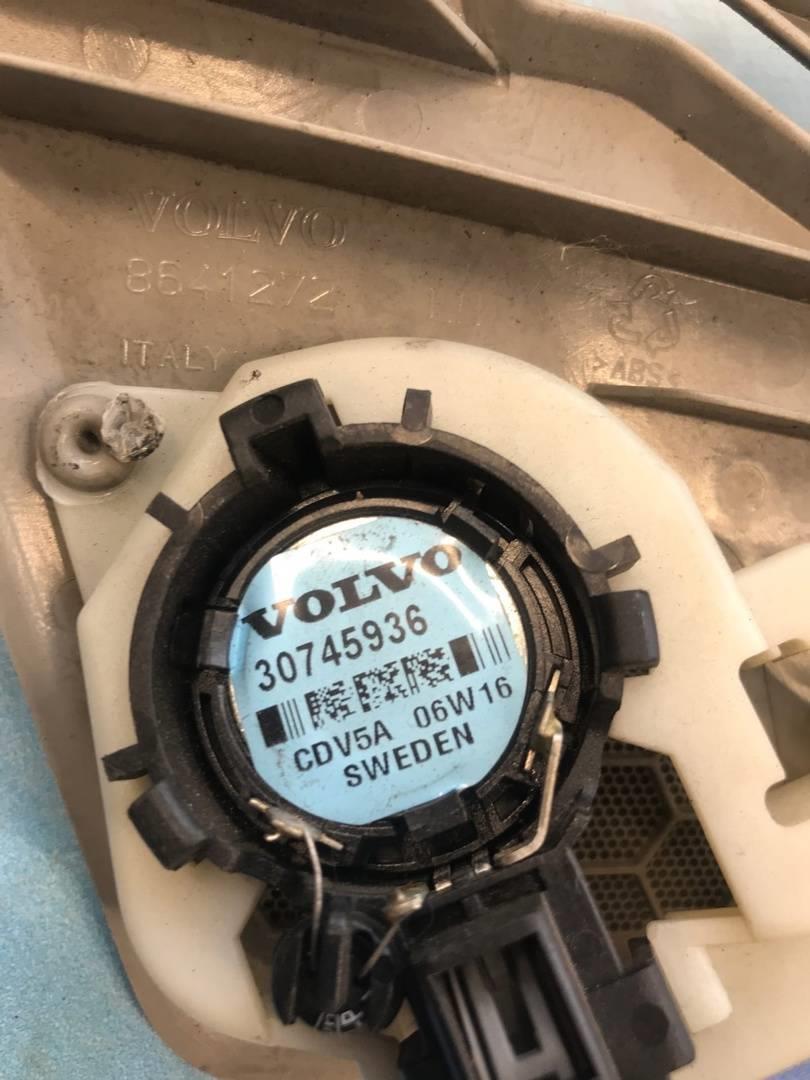 VOLVO
8641272
ITALY
>ABS<
VOLVO
30745936
CDV5A 06W16
SWEDEN